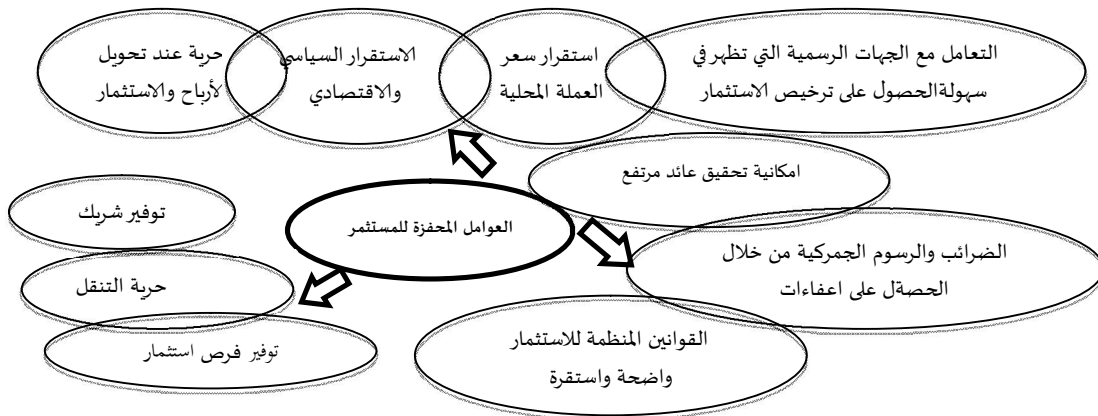 التعامل مع الجهات الرسمية التي تظهر في
سهولة الحصول على ترخيص الاستثمار
استقرار سعر
العملة المحلية
الاستقرار السياسي
والاقتصادي
حرية عند تحويل
لأرباح والاستثمار
امكانية تحقيق عائد مرتفع
العوامل المحفزة للمستثمر
الضرائب والرسوم الجمركية من خلال
الحصةل على اعفاءات
القوانين المنظمة للاستثمار
واضحة واستقرة
توفير شريك
حرية التنقل
توفير فرص استثمار